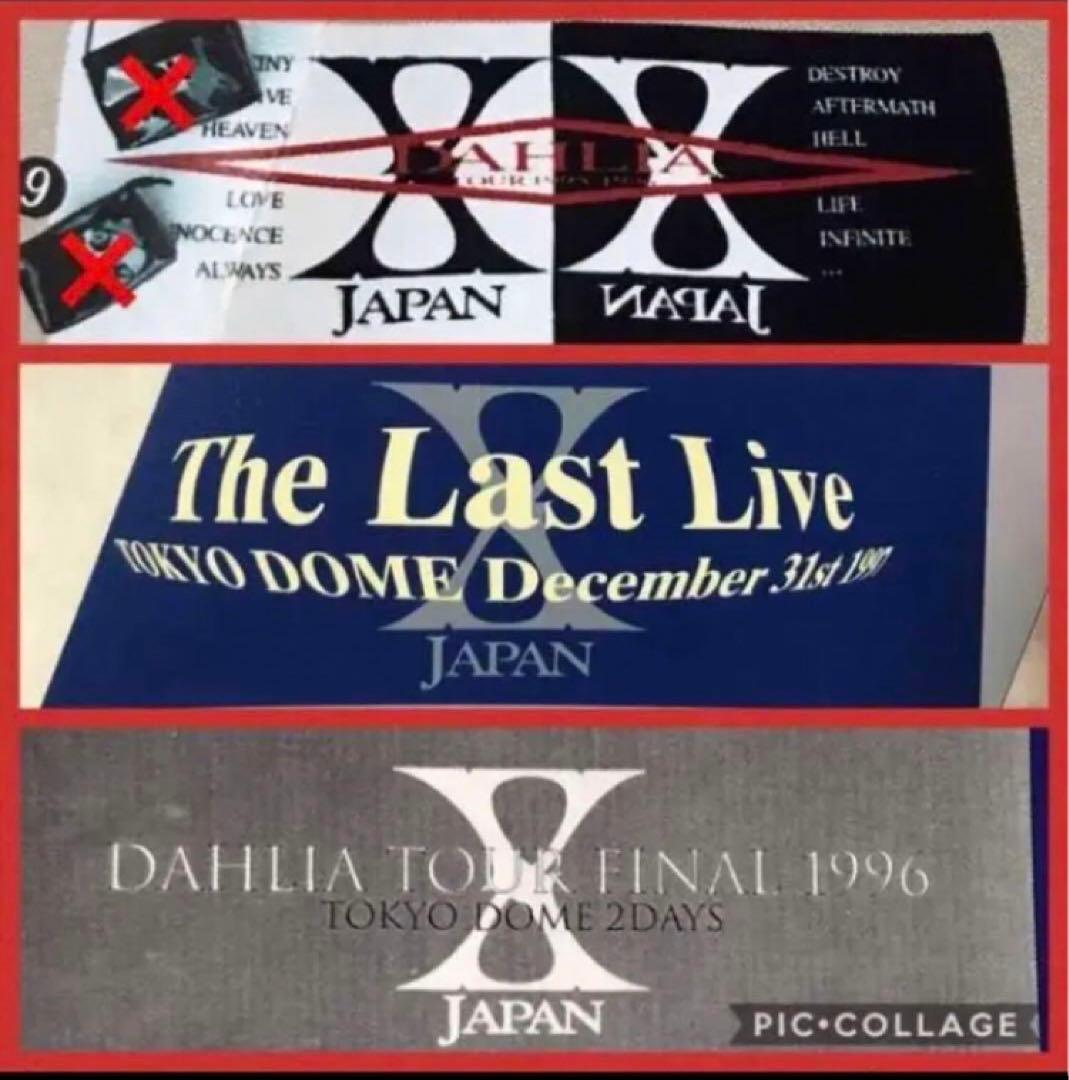 HEAVEN
LOVE
ALWAYS
9
JAPAN
DAHLIA
JAPAN
DESTROY
AFTERMATH
HELL
LIFE
INFINITE
...
The Last Live
TOKYO DOME December 31st 1997
X
JAPAN
X
DAHLIA TOUR FINAL 1996
TOKYO DOME 2DAYS
JAPAN
PIC•COLLAGE